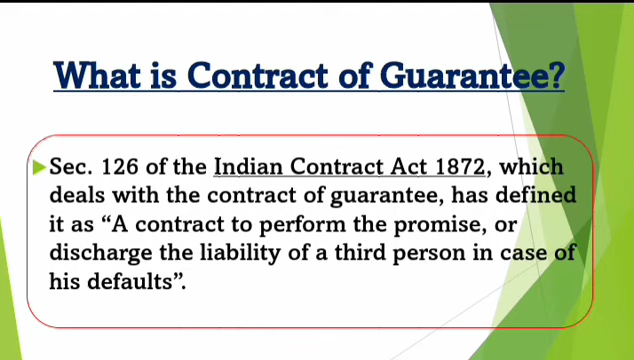 What is Contract of Guarantee?
Sec. 126 of the Indian Contract Act 1872, which
deals with the contract of guarantee, has defined
it as “A contract to perform the promise, or
discharge the liability of a third person in case of
his defaults”.